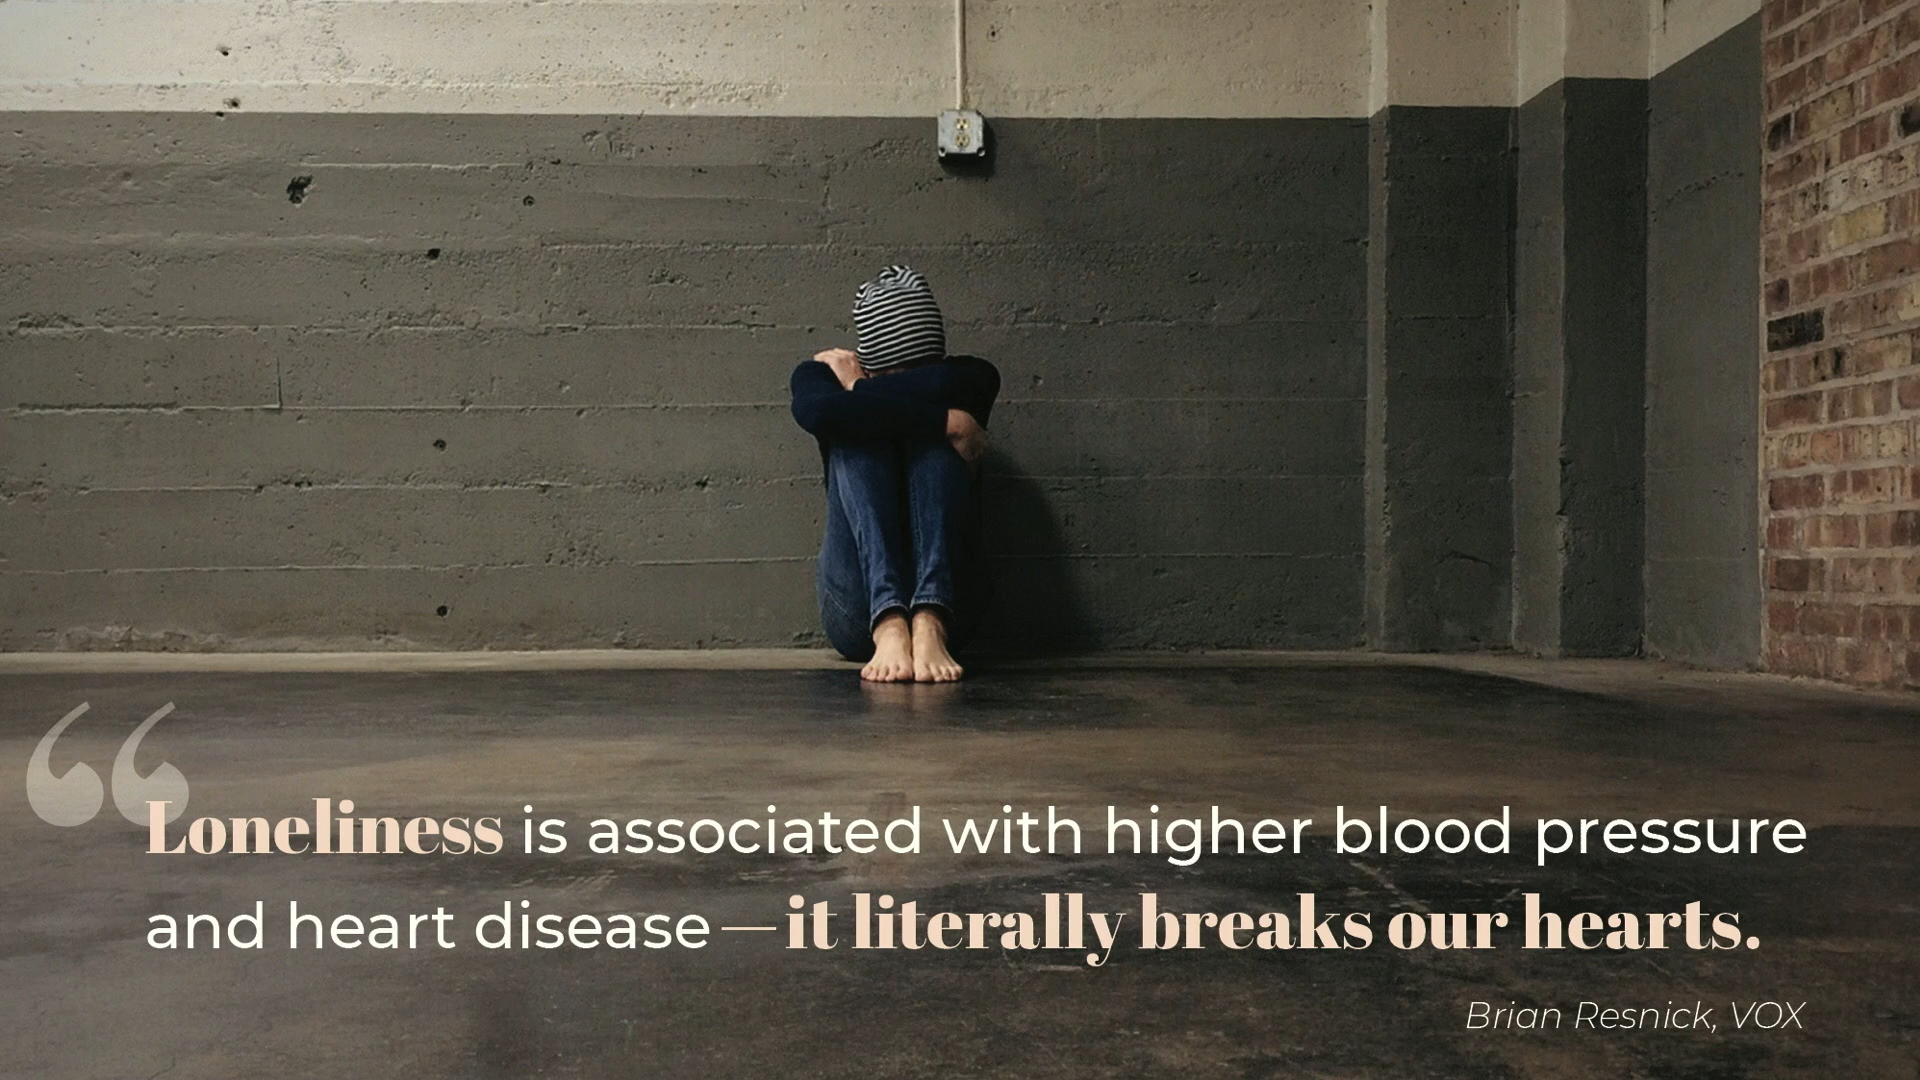 “Loneliness is associated with higher blood pressure
and heart disease — it literally breaks our hearts.
Brian Resnick, VOX